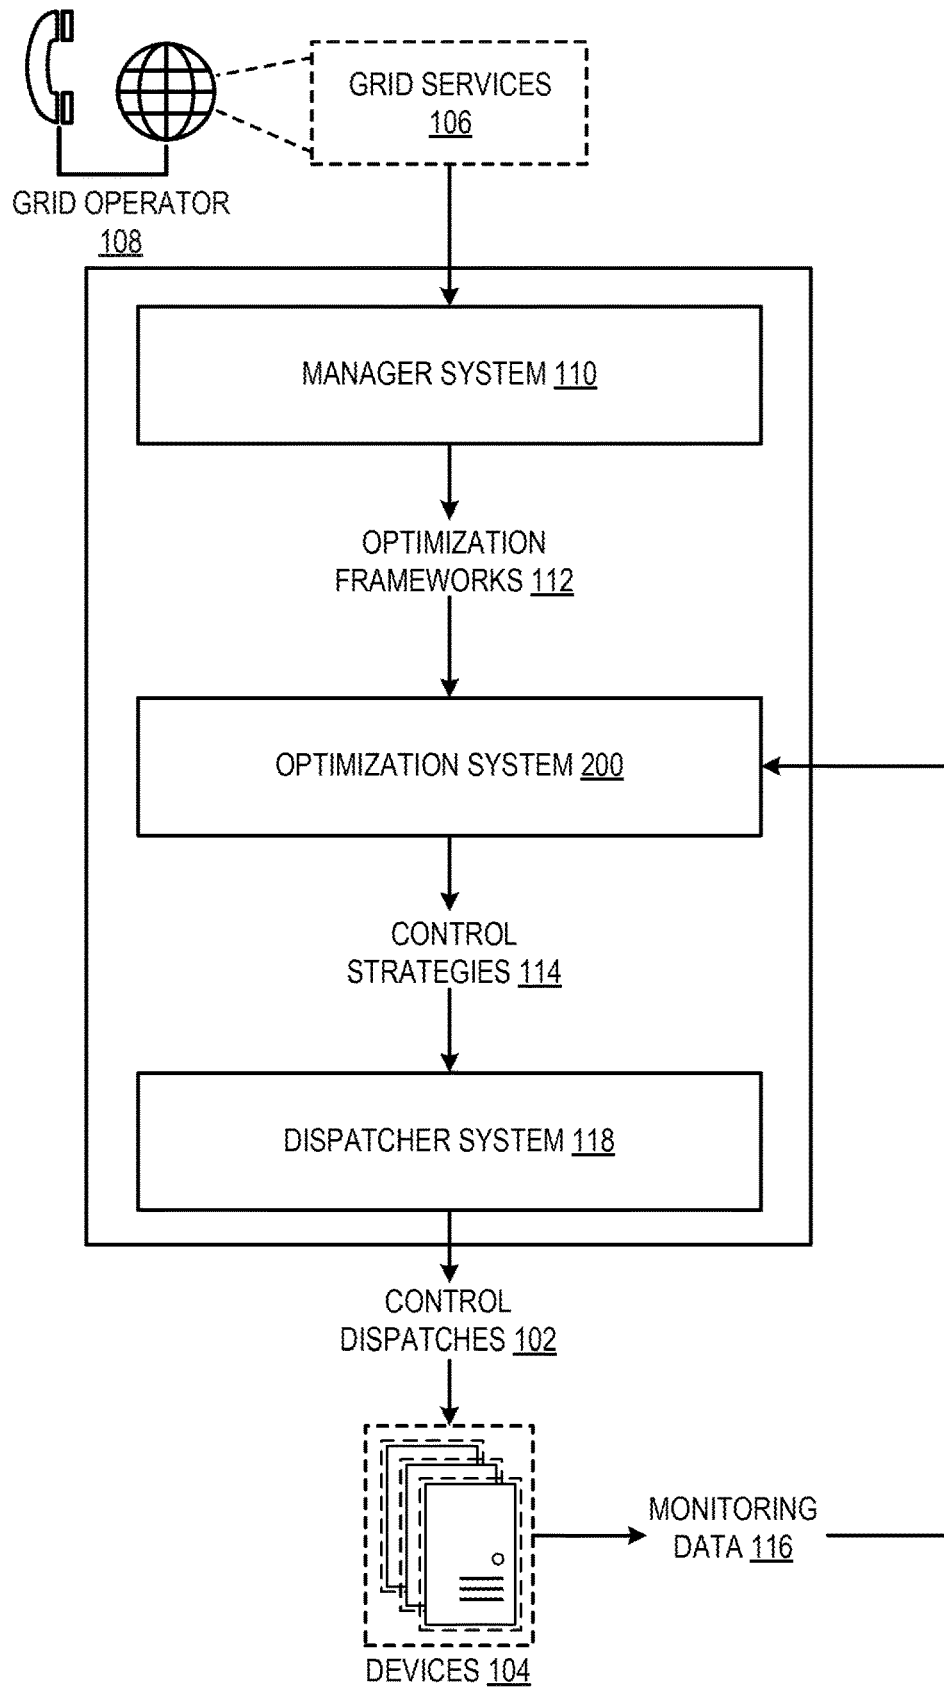 GRID SERVICES
106
GRID OPERATOR
108
MANAGER SYSTEM 110
OPTIMIZATION
FRAMEWORKS 112
OPTIMIZATION SYSTEM 200
CONTROL
STRATEGIES 114
DISPATCHER SYSTEM 118
CONTROL
DISPATCHES 102
MONITORING
DATA 116
DEVICES 104